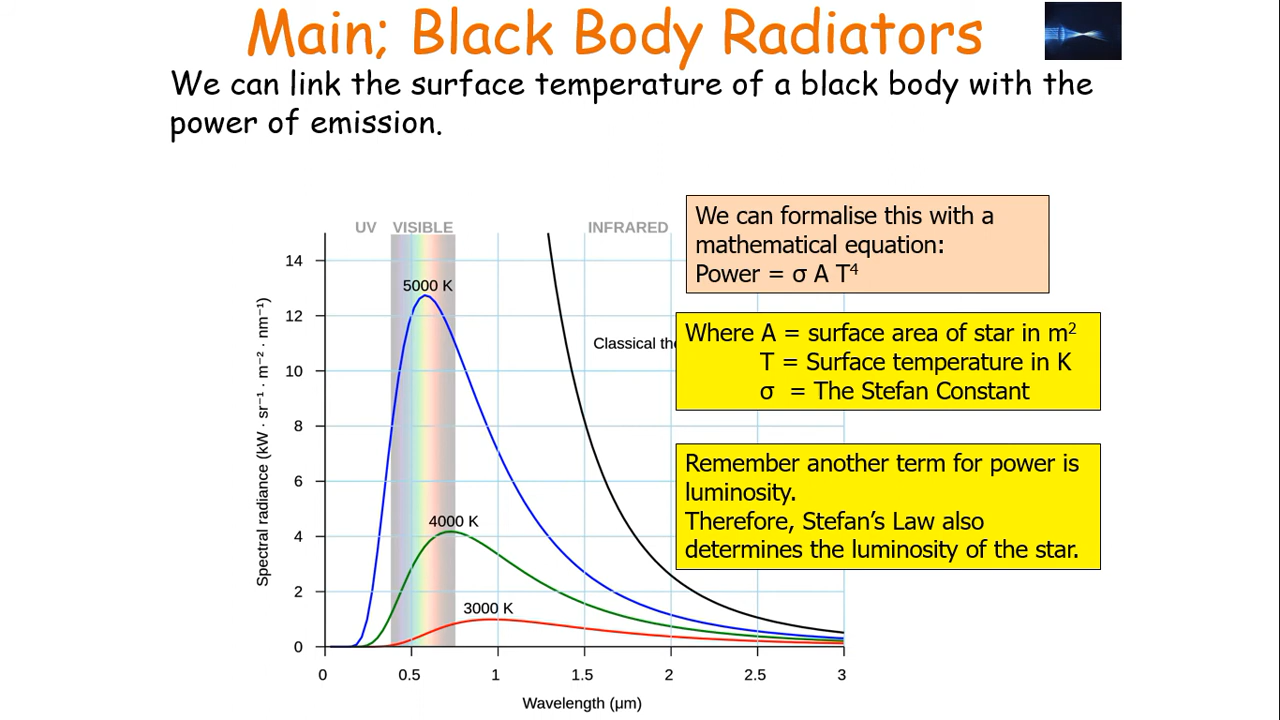 Main; Black Body Radiators
We can link the surface temperature of a black body with the
power of emission.
We can formalise this with a
mathematical equation:
Power = σ A T⁴
Where A = surface area of star in m²
T = Surface temperature in K
σ = The Stefan Constant
Remember another term for power is
luminosity.
Therefore, Stefan's Law also
determines the luminosity of the star.
UV VISIBLE INFRARED
14
12
10
8
6
4
2
0
Spectral radiance (kW · sr⁻¹ · m⁻² · nm⁻¹)
5000 K
4000 K
3000 K
Classical
0 0.5 1 1.5 2 2.5 3
Wavelength (μm)